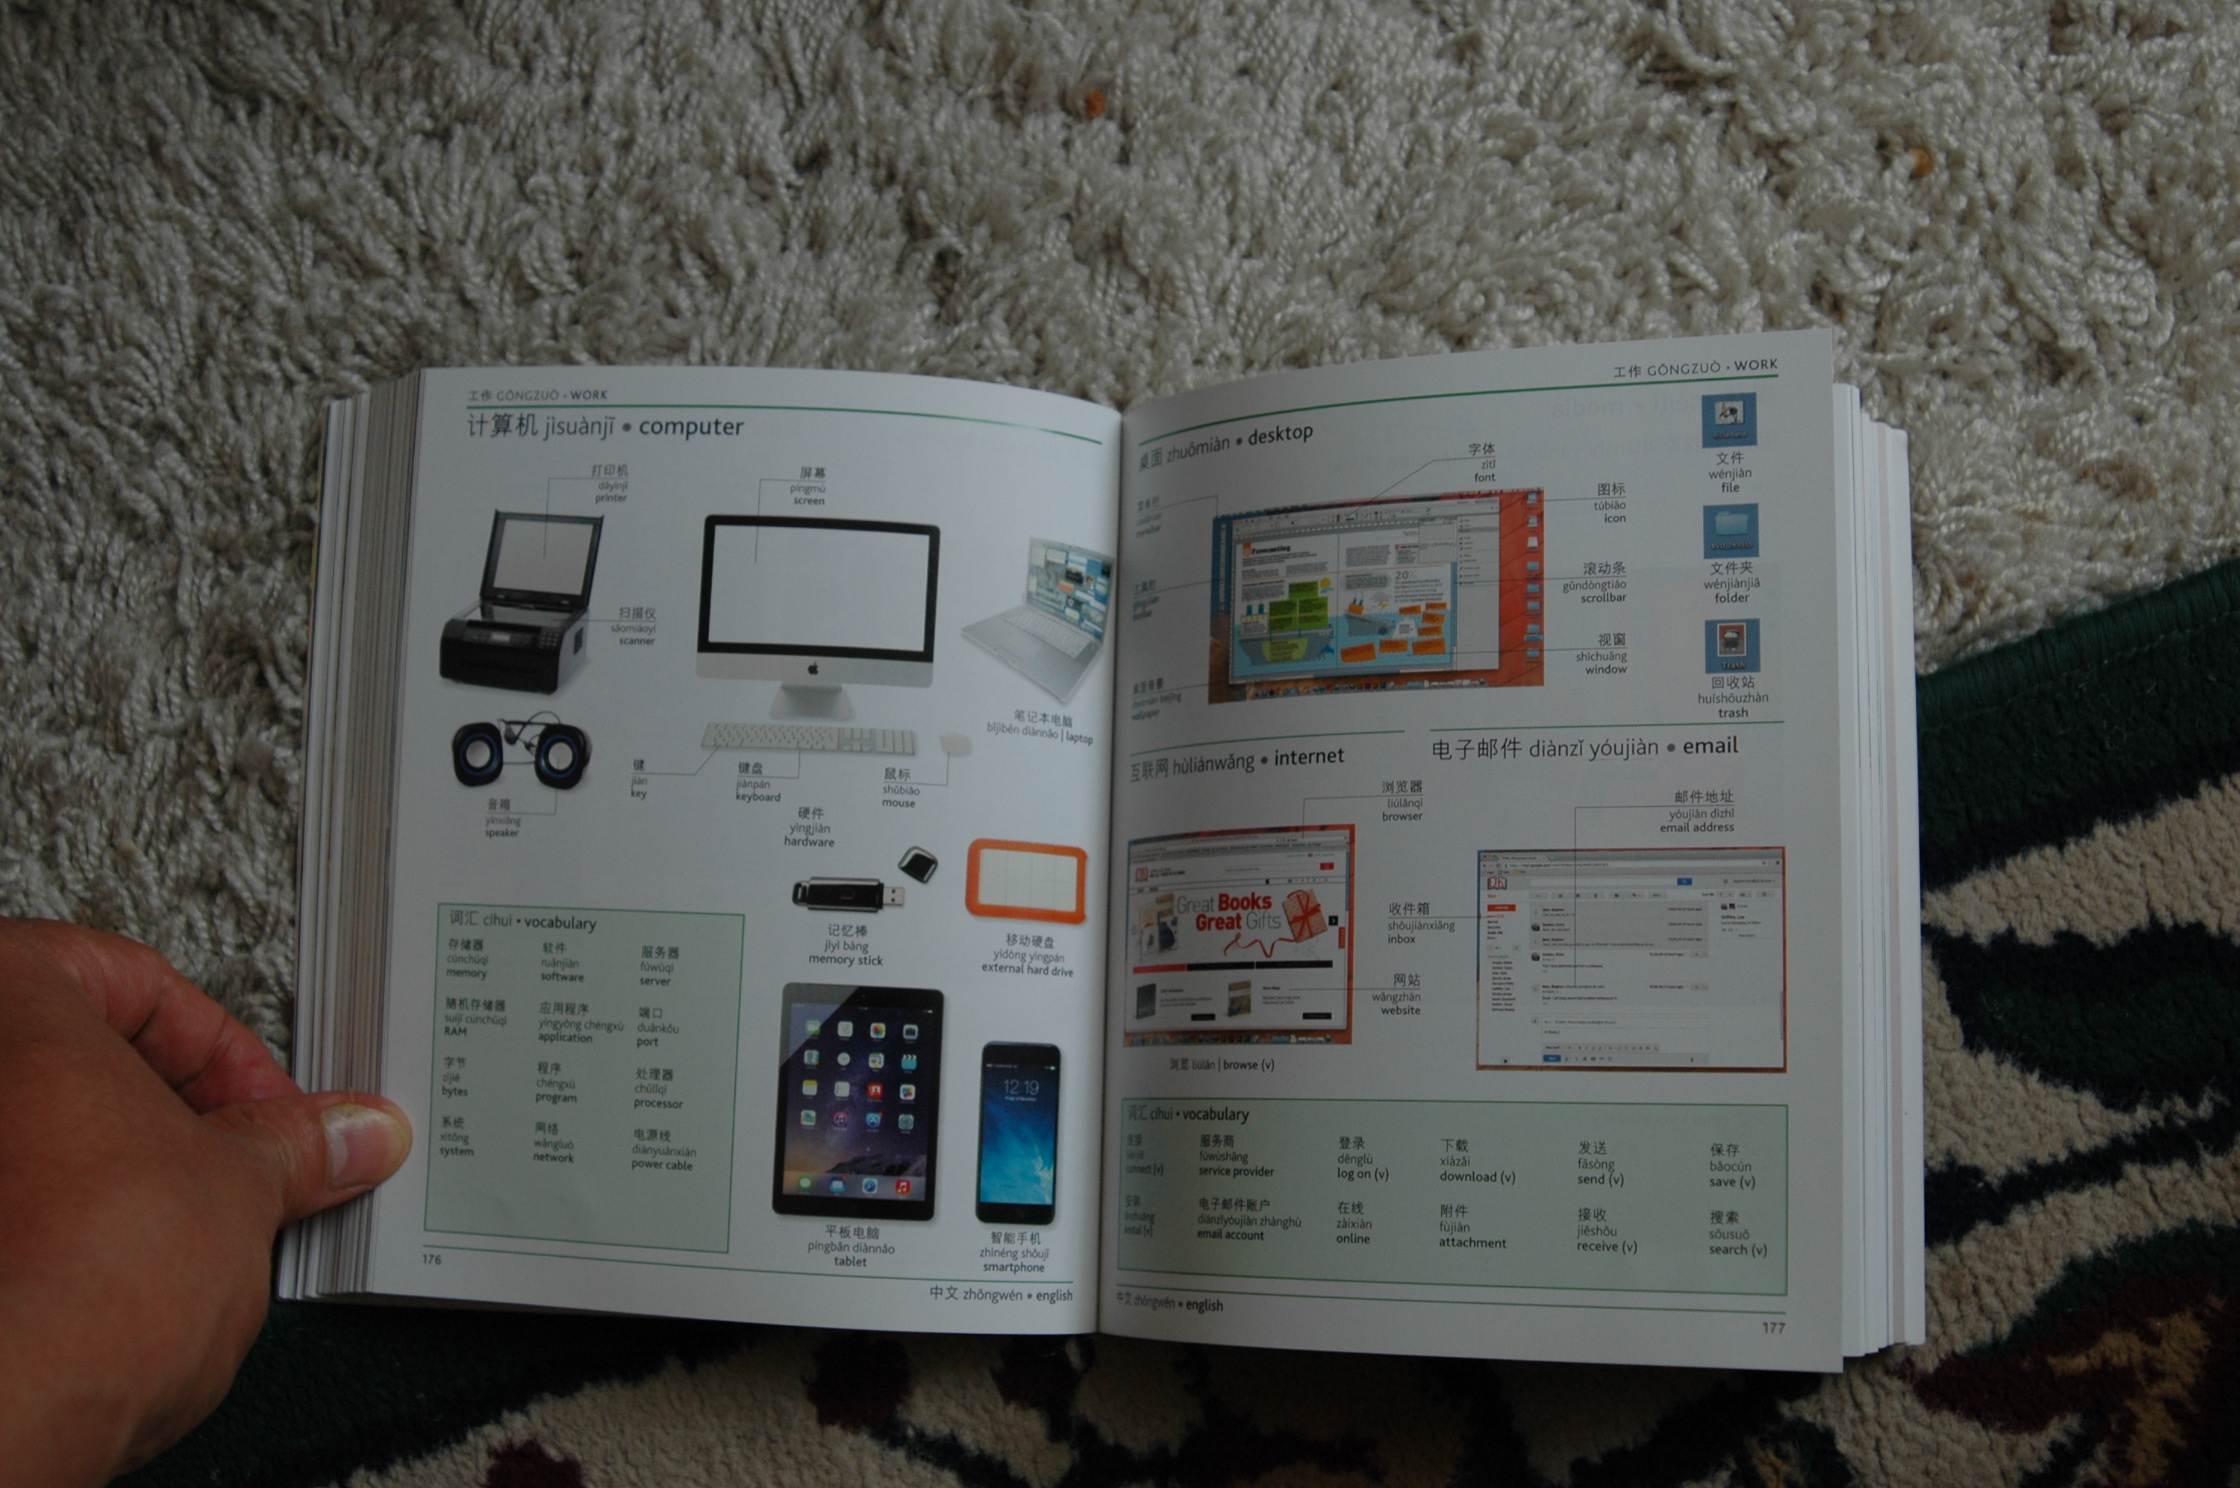 工作 GŌNGZUÒ • WORK
计算机 jìsuànjī • computer
打印机
dǎyìnjī
printer
扫描仪
sǎomiáoyí
scanner
屏幕
píngmù
screen
笔记本电脑
bǐjìběn diànnǎo | laptop
音箱
yīnxiāng
speaker
键
jiàn
key
键盘
jiànpán
keyboard
鼠标
shǔbiāo
mouse
硬件
yìngjiàn
hardware
记忆棒
jìyì bàng
memory stick
移动硬盘
yídòng yìngpán
external hard drive
平板电脑
píngbǎn diànnǎo
tablet
12:19
智能手机
zhìnéng shǒujī
smartphone
词汇 cíhuì • vocabulary
存储器
cúnchǔqì
memory
软件
ruǎnjiàn
software
服务器
fúwùqì
server
随机存储器
suíjī cúnchǔqì
RAM
应用程序
yìngyòng chéngxù
application
端口
duānkǒu
port
字节
zìjié
bytes
程序
chéngxù
program
处理器
chǔlǐqì
processor
系统
xìtǒng
system
网络
wǎngluò
network
电源线
diànyuánxiàn
power cable
176
中文 zhōngwén • english
工作 GŌNGZUÒ • WORK
桌面 zhuōmiàn • desktop
字体
zìtǐ
font
图标
túbiāo
icon
滚动条
gǔndòngtiáo
scrollbar
视窗
shìchuāng
window
文件
wénjiàn
file
文件夹
wénjiànjiā
folder
回收站
huíshōuzhàn
trash
互联网 hùliánwǎng • internet
浏览器
liúlǎnqì
browser
Great Books
Great Gifts
网站
wǎngzhàn
website
浏览 liúlǎn | browse (v)
电子邮件 diànzǐ yóujiàn • email
邮件地址
yóujiàn dìzhǐ
email address
收件箱
shōujiànxiāng
inbox
词汇 cíhuì • vocabulary
连接
liánjiē
connect (v)
服务商
fúwùshāng
service provider
登录
dēnglù
log on (v)
下载
xiàzài
download (v)
发送
fāsòng
send (v)
保存
bǎocún
save (v)
安装
ānzhuāng
instal (v)
电子邮件账户
diànzǐyóujiàn zhànghù
email account
在线
zàixiàn
online
附件
fùjiàn
attachment
接收
jiēshōu
receive (v)
搜索
sōusuǒ
search (v)
中文 zhōngwén • english
177